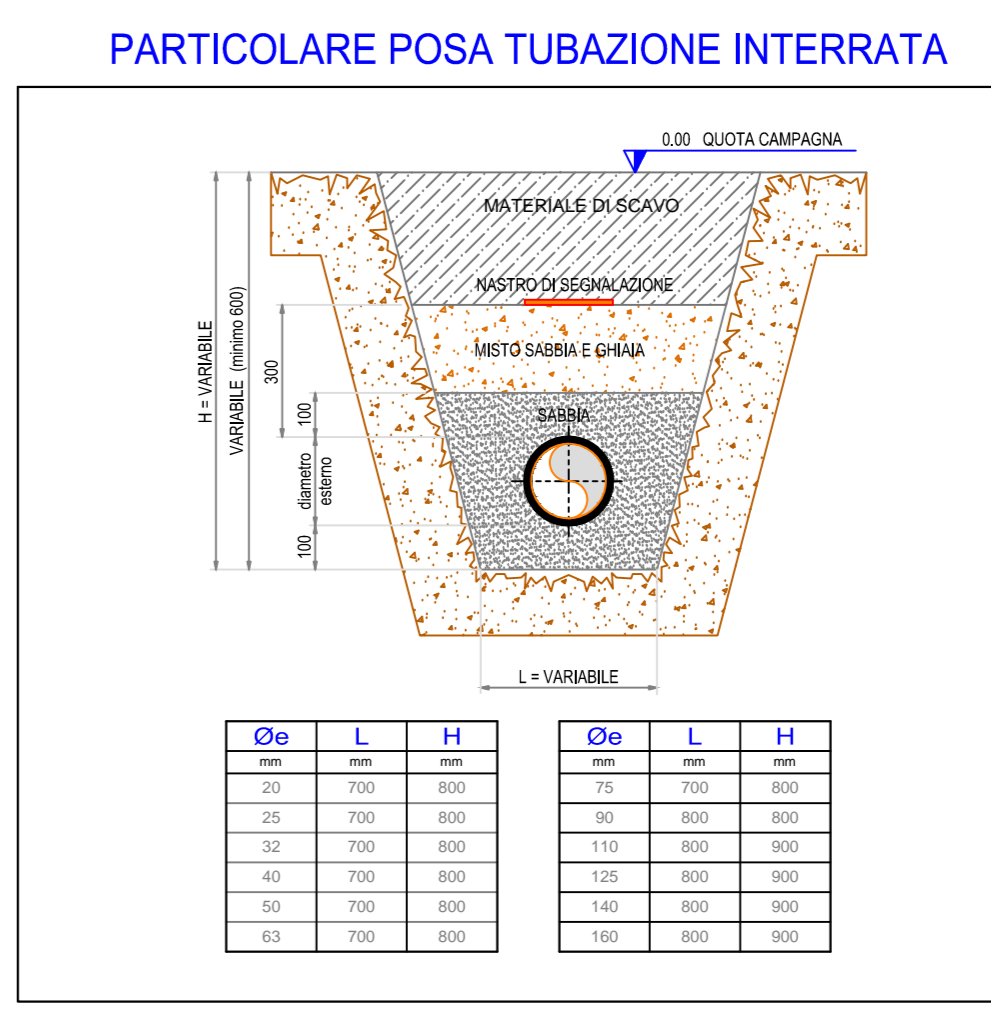 PARTICOLARE POSA TUBAZIONE INTERRATA
0.00 QUOTA CAMPAGNA
MATERIALE DI SCAVO
NASTRO DI SEGNALAZIONE
MISTO SABBIA E GHIAIA
SABBIA
H = VARIABILE
VARIABILE (minimo 600)
300
100
diametro
esterno
100
L = VARIABILE
Øe L H
mm mm mm
20 700 800
25 700 800
32 700 800
40 700 800
50 700 800
63 700 800
Øe L H
mm mm mm
75 700 800
90 800 800
110 800 900
125 800 900
140 800 900
160 800 900